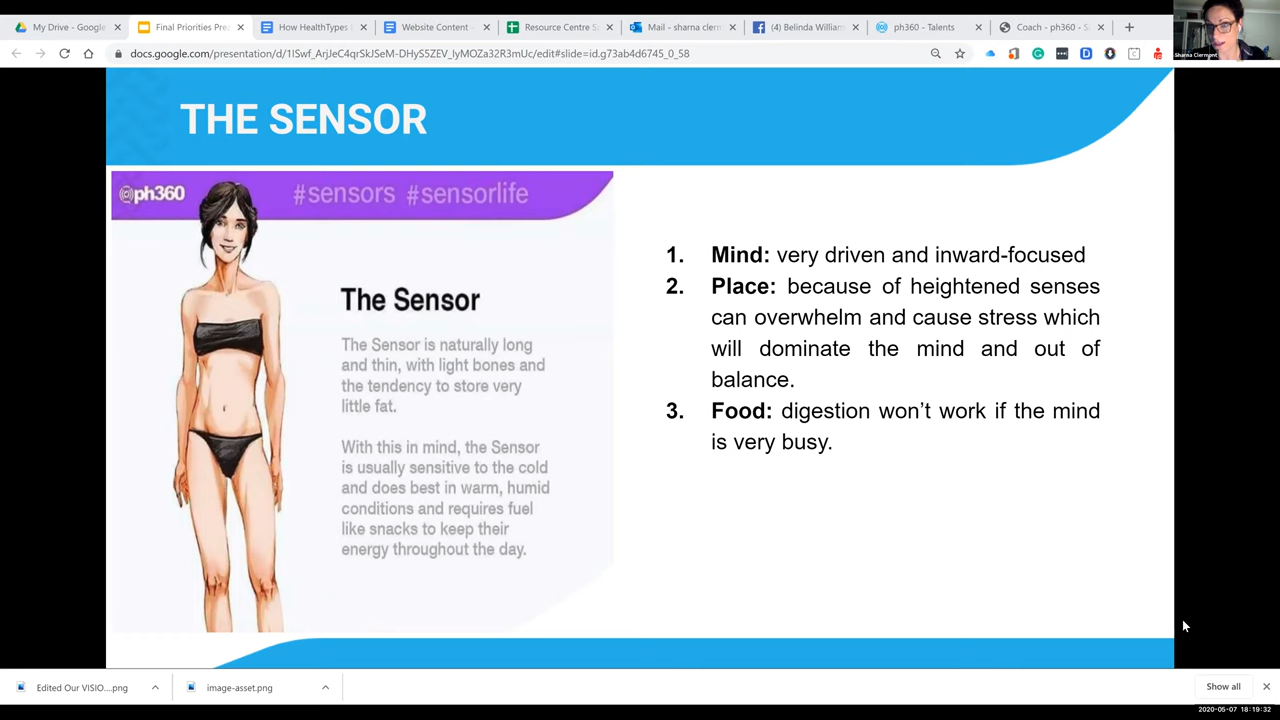 My Drive - Google
Final Priorities Pre
How HealthTypes
Website Content
Resource Centre S
Mail - sharna clerm
(4) Belinda William
ph360 - Talents
Coach - ph360 - S
docs.google.com/presentation/d/1ISwf_ArjJeC4qrSkJSeM-DHyS5ZEV_lyMOZa32R3mUc/edit#slide=id.g73ab4d6745_0_58
Sharna Clermont
THE SENSOR
ph360 #sensors #sensorlife
The Sensor
The Sensor is naturally long
and thin, with light bones and
the tendency to store very
little fat.
With this in mind, the Sensor
is usually sensitive to the cold
and does best in warm, humid
conditions and requires fuel
like snacks to keep their
energy throughout the day.
1. Mind: very driven and inward-focused
2. Place: because of heightened senses
can overwhelm and cause stress which
will dominate the mind and out of
balance.
3. Food: digestion won't work if the mind
is very busy.
Edited Our VISIO....png
image-asset.png
Show all
2020-05-07 18:19:32